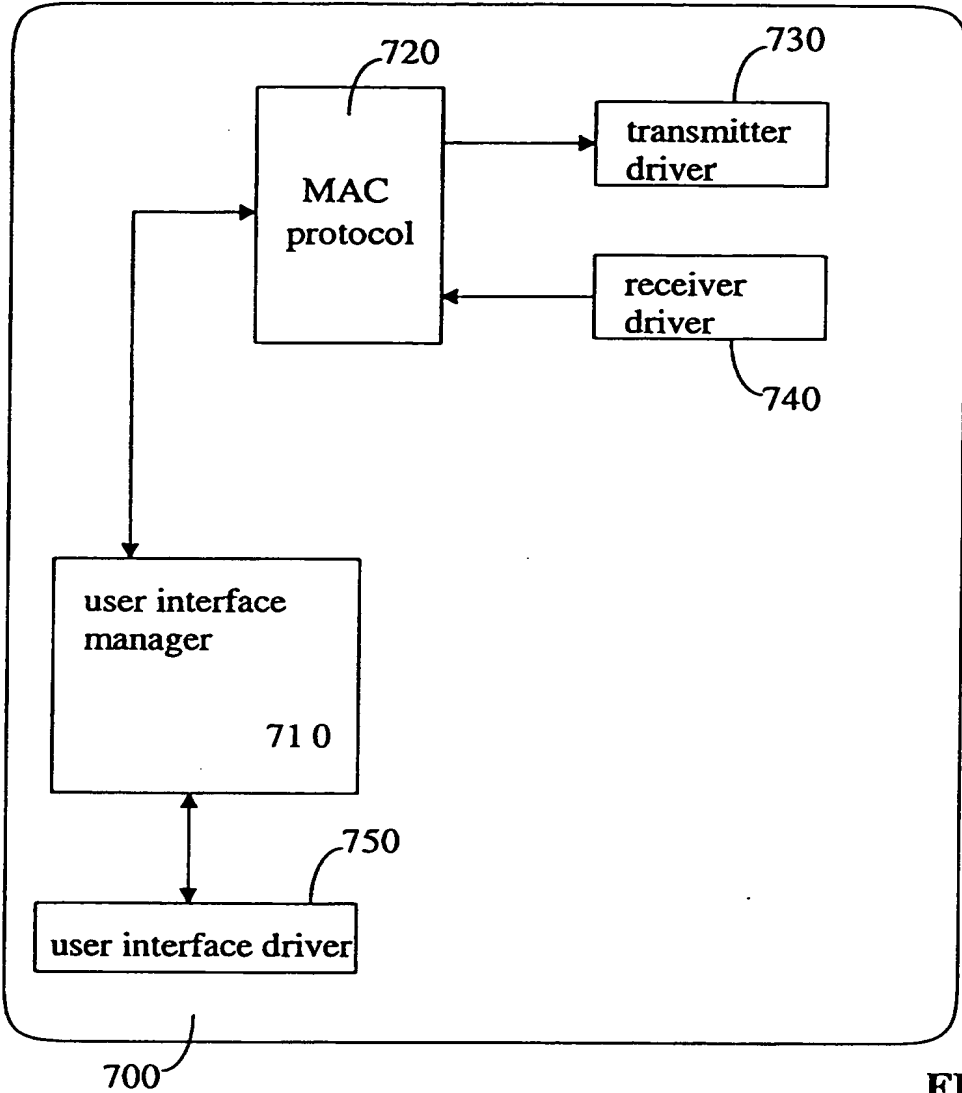 720
730
transmitter
driver
MAC
protocol
receiver
driver
740
user interface
manager
71 0
750
user interface driver
700